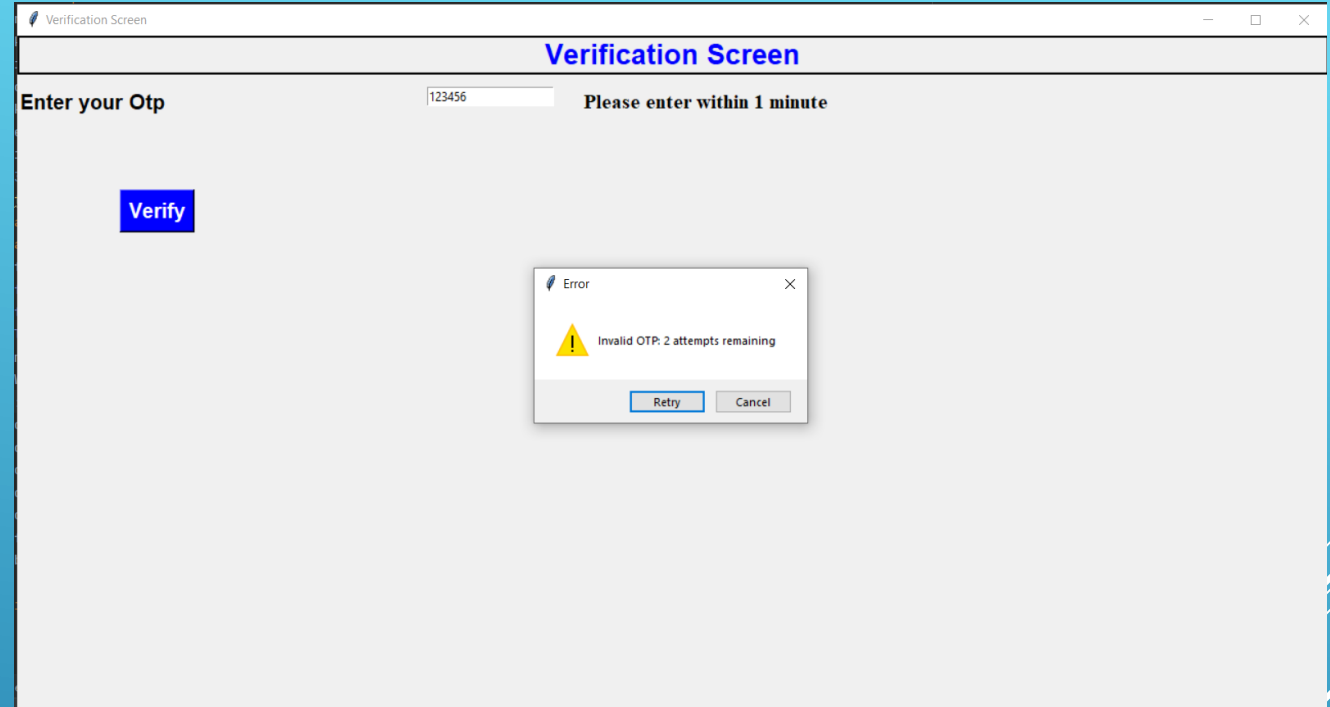 Verification Screen
Verification Screen
Enter your Otp
123456
Please enter within 1 minute
Verify
Error
Invalid OTP: 2 attempts remaining
Retry
Cancel